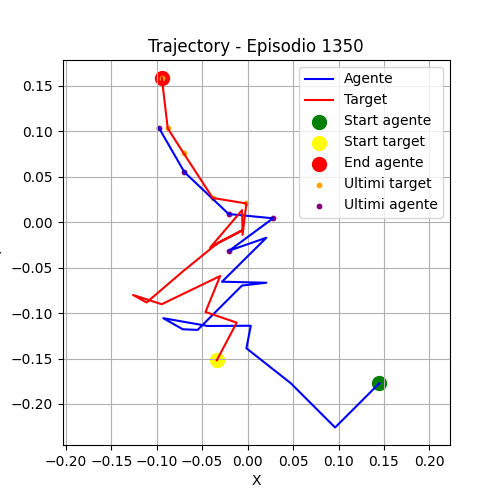 Trajectory - Episodio 1350
Agente
Target
Start agente
Start target
End agente
Ultimi target
Ultimi agente
0.15
0.10
0.05
0.00
−0.05
−0.10
−0.15
−0.20
−0.20 −0.15 −0.10 −0.05 0.00 0.05 0.10 0.15 0.20
X